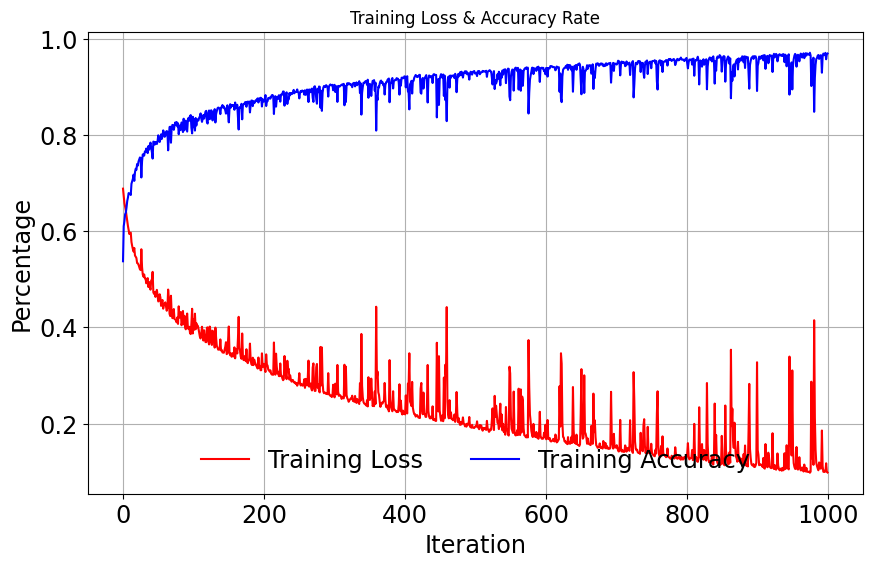 Training Loss & Accuracy Rate
1.0
0.8
0.6
0.4
0.2
Percentage
Training Loss Training Accuracy
0 200 400 600 800 1000
Iteration